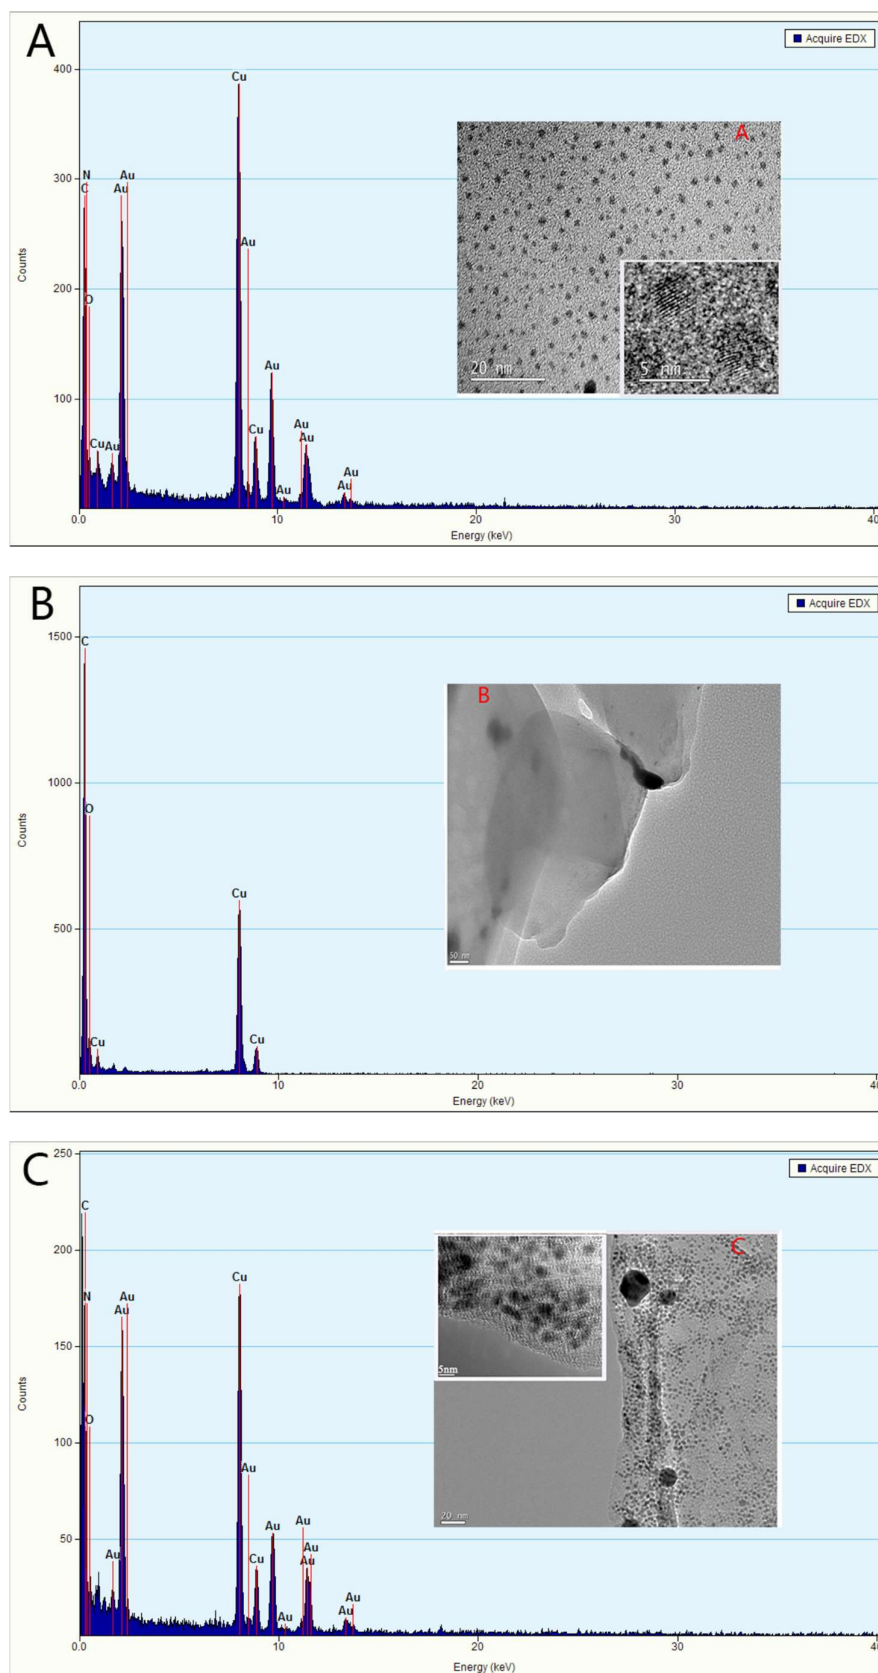 A
Acquire EDX
400
300
200
100
Counts
Cu
N
C
Au
Au
O
Au
Au
Cu
Au
Au
Cu
Au
Au
Au
Au
Au
A
20 nm
5 nm
0.0
10
20
30
40
Energy (keV)
B
Acquire EDX
1500
1000
500
Counts
C
O
Cu
Cu
Cu
B
50 nm
0.0
10
20
30
40
Energy (keV)
C
Acquire EDX
250
200
150
100
50
Counts
C
N
Au
Au
O
Cu
Au
Au
Au
Cu
Au
Au
Au
Au
Au
C
5nm
20 nm
0.0
10
20
30
40
Energy (keV)